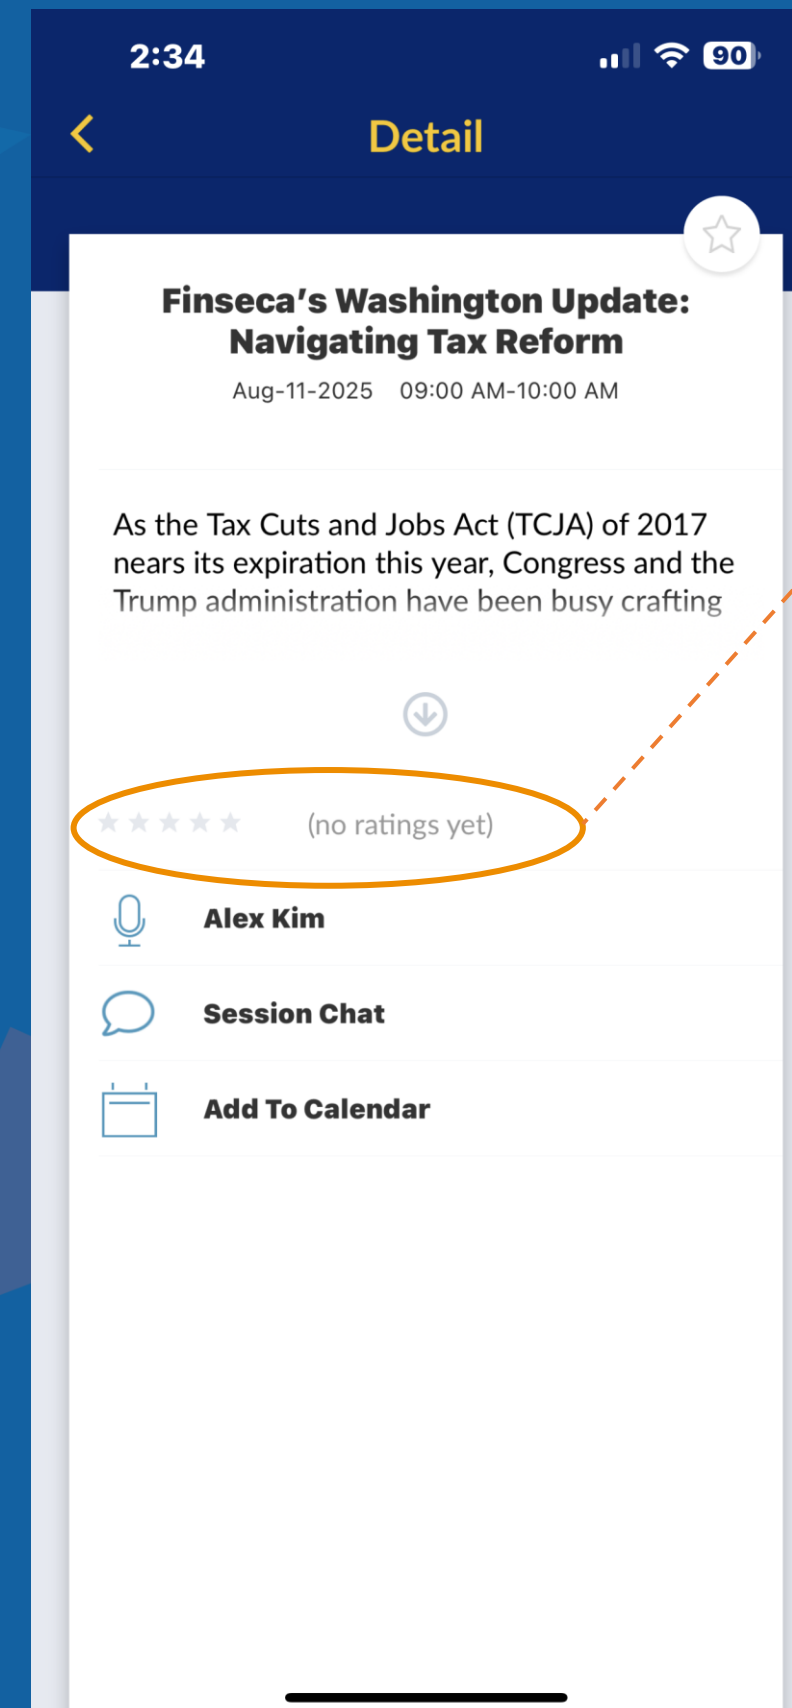 2:34
90
Detail
Finseca’s Washington Update:
Navigating Tax Reform
Aug-11-2025 09:00 AM-10:00 AM
As the Tax Cuts and Jobs Act (TCJA) of 2017
nears its expiration this year, Congress and the
Trump administration have been busy crafting
(no ratings yet)
Alex Kim
Session Chat
Add To Calendar